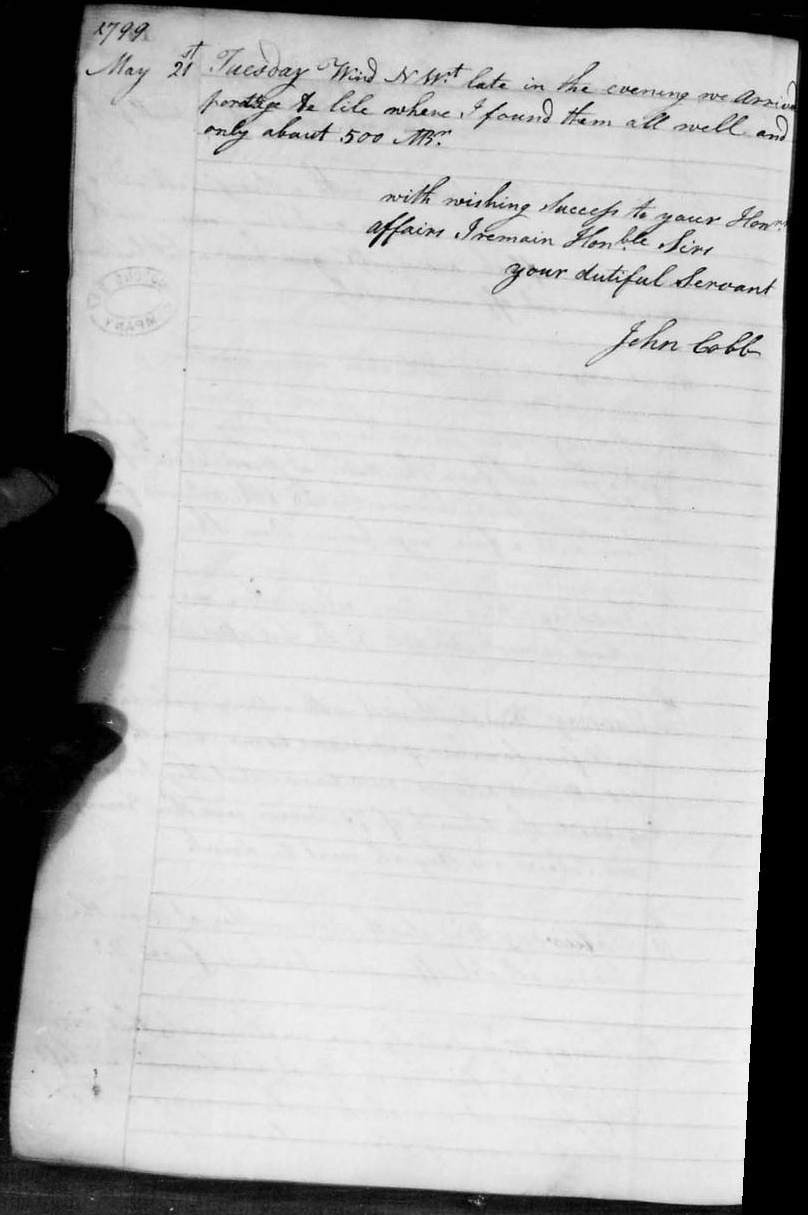 1799
May 21st Tuesday Wind N Wt late in the evening we Arrived
portage de lile where I found them all well and
only about 500 MBr.
with wishing Success to your Honrs
affairs I remain Honble Sirs
your dutiful Servant
John Cobb